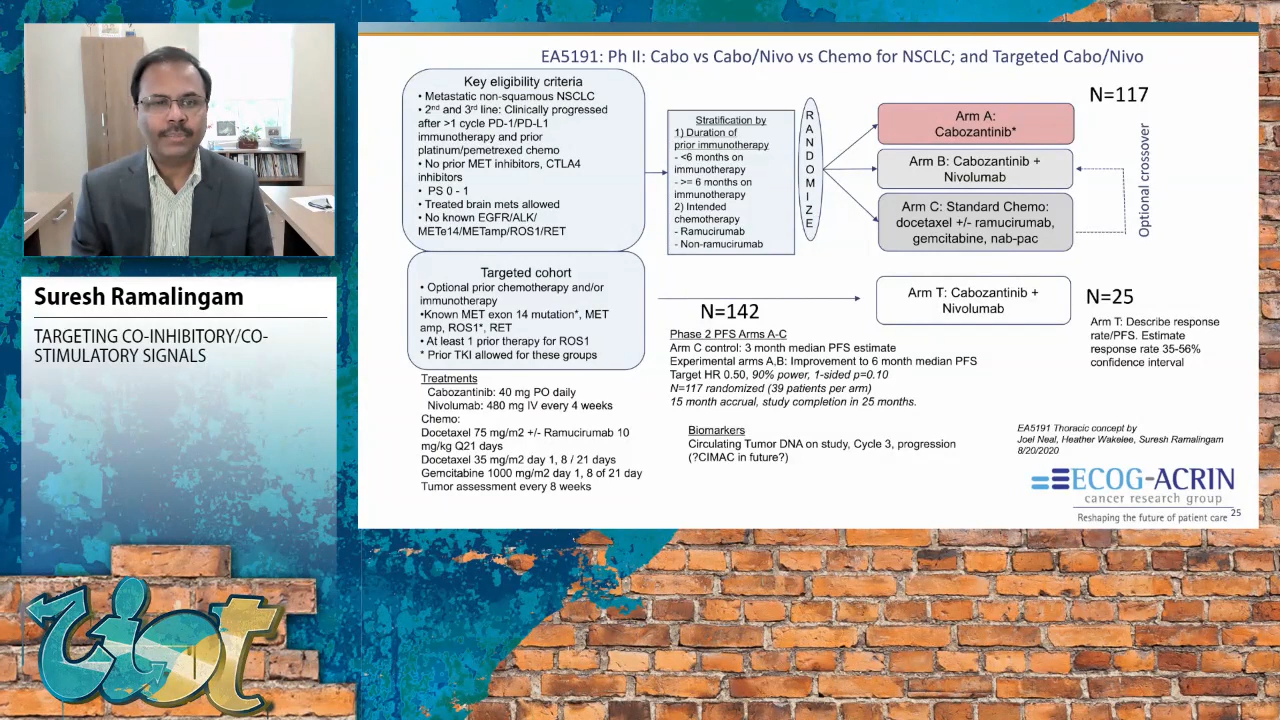 Suresh Ramalingam
TARGETING CO-INHIBITORY/CO-
STIMULATORY SIGNALS
EA5191: Ph II: Cabo vs Cabo/Nivo vs Chemo for NSCLC; and Targeted Cabo/Nivo
Key eligibility criteria
• Metastatic non-squamous NSCLC
• 2nd and 3rd line: Clinically progressed
after >1 cycle PD-1/PD-L1
immunotherapy and prior
platinum/pemetrexed chemo
• No prior MET inhibitors, CTLA4
inhibitors
• PS 0 - 1
• Treated brain mets allowed
• No known EGFR/ALK/
METe14/METamp/ROS1/RET
Stratification by
1) Duration of
prior immunotherapy
- <6 months on
immunotherapy
- >= 6 months on
immunotherapy
2) Intended
chemotherapy
- Ramucirumab
- Non-ramucirumab
RANDOMIZE
N=117
Arm A:
Cabozantinib*
Arm B: Cabozantinib +
Nivolumab
Arm C: Standard Chemo:
docetaxel +/- ramucirumab,
gemcitabine, nab-pac
Optional crossover
Targeted cohort
• Optional prior chemotherapy and/or
immunotherapy
•Known MET exon 14 mutation*, MET
amp, ROS1*, RET
• At least 1 prior therapy for ROS1
* Prior TKI allowed for these groups
N=142
Arm T: Cabozantinib +
Nivolumab
N=25
Arm T: Describe response
rate/PFS. Estimate
response rate 35-56%
confidence interval
Phase 2 PFS Arms A-C
Arm C control: 3 month median PFS estimate
Experimental arms A.B: Improvement to 6 month median PFS
Target HR 0.50, 90% power, 1-sided p=0.10
N=117 randomized (39 patients per arm)
15 month accrual, study completion in 25 months.
Treatments
Cabozantinib: 40 mg PO daily
Nivolumab: 480 mg IV every 4 weeks
Chemo:
Docetaxel 75 mg/m2 +/- Ramucirumab 10
mg/kg Q21 days
Docetaxel 35 mg/m2 day 1, 8 / 21 days
Gemcitabine 1000 mg/m2 day 1, 8 of 21 day
Tumor assessment every 8 weeks
Biomarkers
Circulating Tumor DNA on study, Cycle 3, progression
(?CIMAC in future?)
EA5191 Thoracic concept by
Joel Neal, Heather Wakelee, Suresh Ramalingam
8/20/2020
ECOG-ACRIN
cancer research group
Reshaping the future of patient care
25
ciot